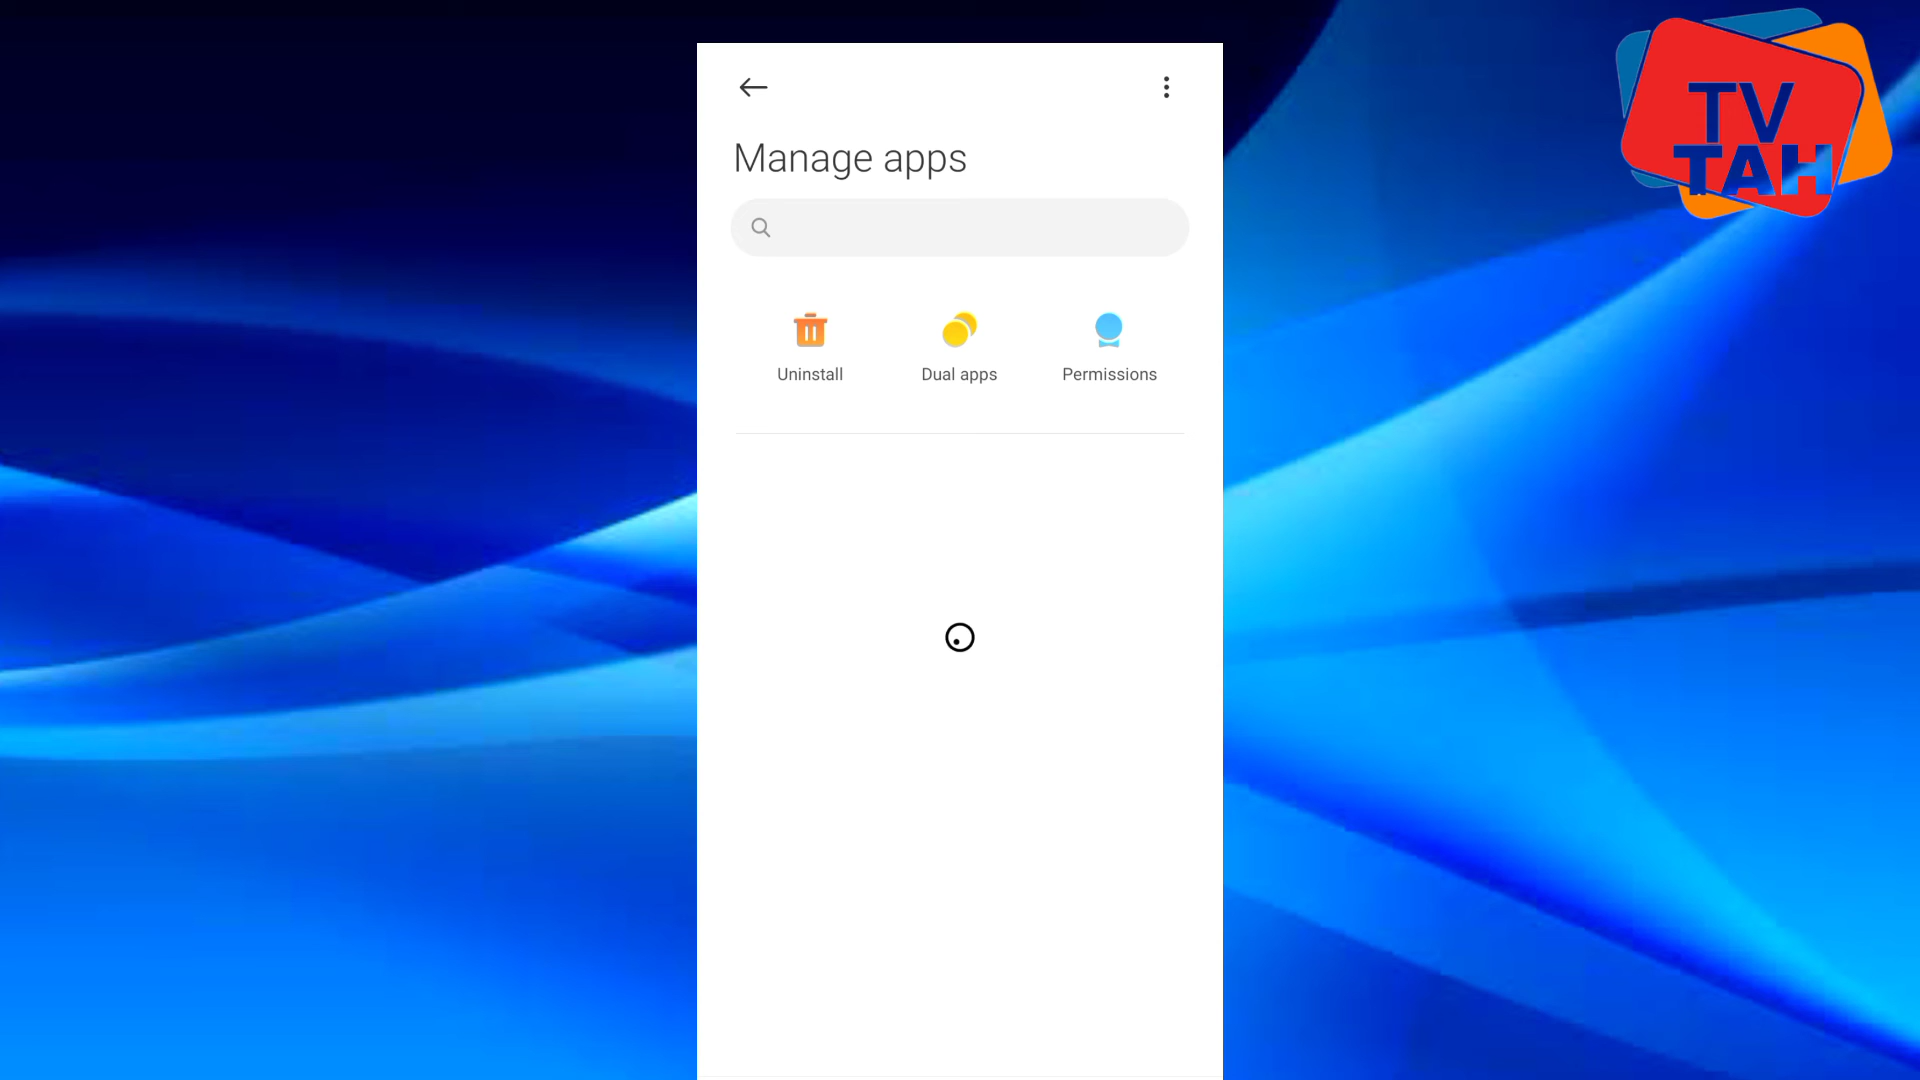 TV
TAH
Manage apps
Uninstall
Dual apps
Permissions